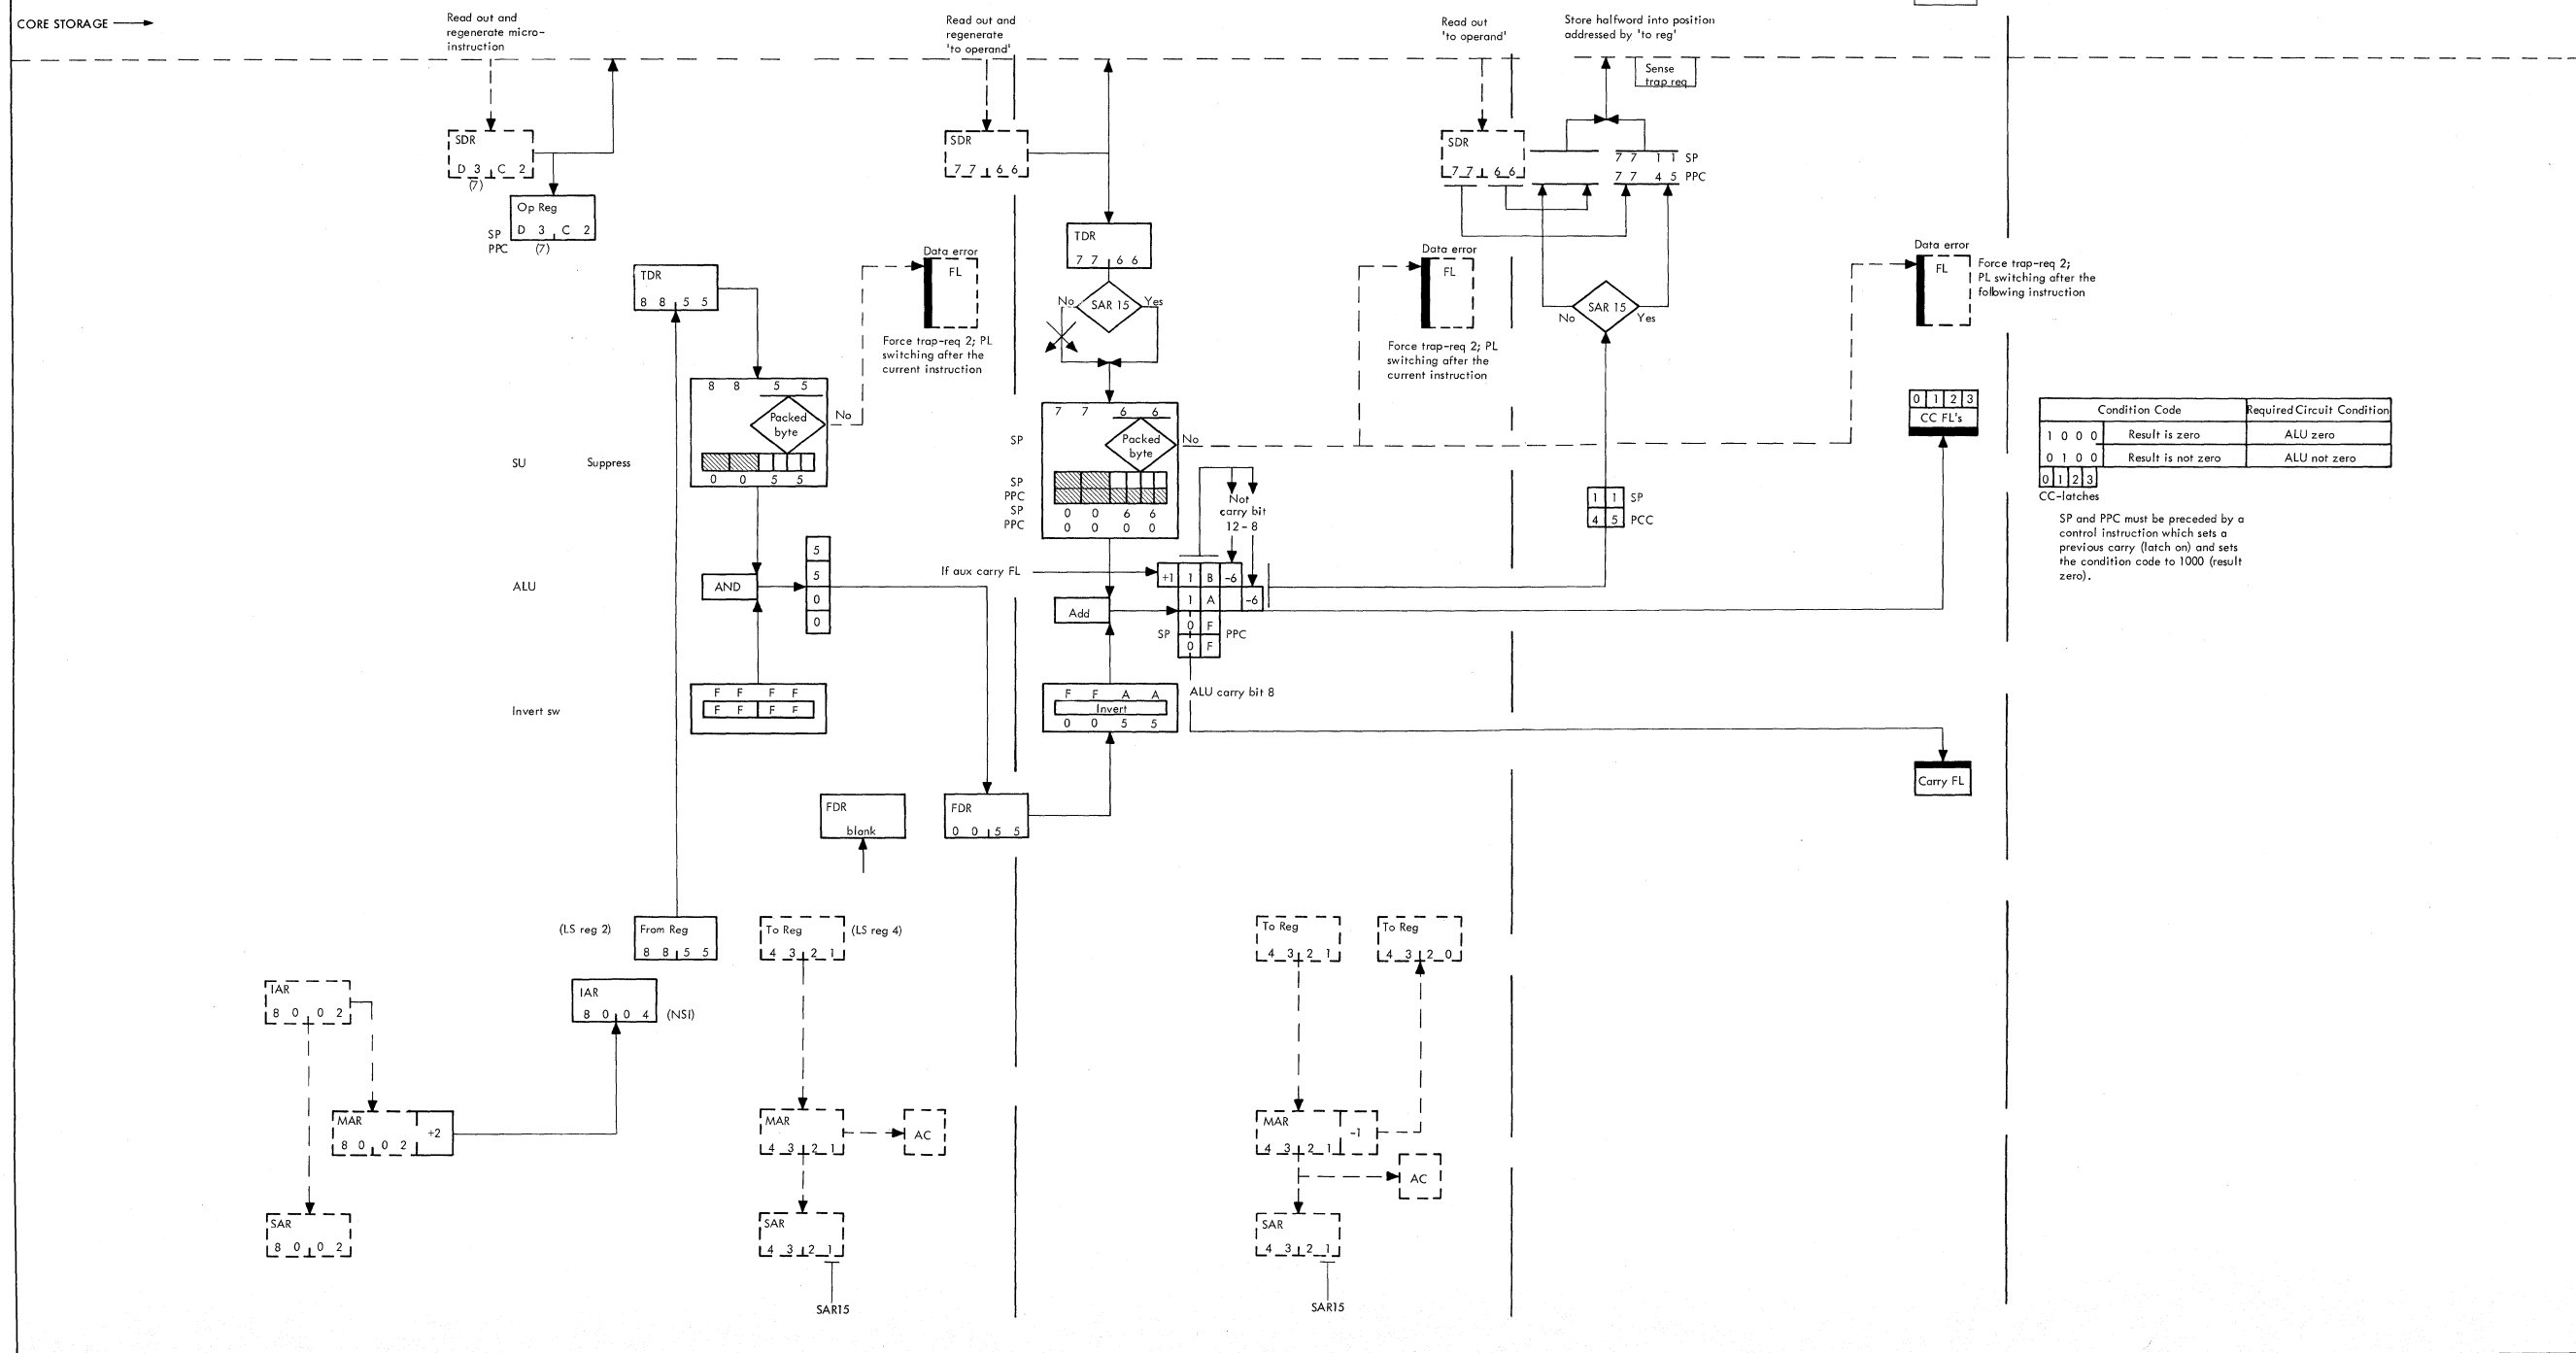 CORE STORAGE
Read out and
regenerate micro-
instruction
Read out and
regenerate
'to operand'
Read out
'to operand'
Store halfword into position
addressed by 'to reg'
Sense
trap req
SDR
D 3 C 2
(7)
Op Reg
SP D 3 C 2
PPC (7)
SDR
7 7 6 6
SDR
7 7 6 6
7 7 1 1 SP
7 7 4 5 PPC
TDR
8 8 5 5
Data error
FL
Force trap-req 2; PL
switching after the
current instruction
TDR
7 7 6 6
No SAR 15 Yes
Data error
FL
Force trap-req 2; PL
switching after the
current instruction
SAR 15
No Yes
Data error
FL
Force trap-req 2;
PL switching after the
following instruction
8 8 5 5
Packed
byte
No
SU Suppress
0 0 5 5
7 7 6 6
SP
Packed
byte
No
SP
PPC
SP 0 0 6 6
PPC 0 0 0 0
Not
carry bit
12 - 8
1 1 SP
4 5 PCC
0 1 2 3
CC FL's
Condition Code Required Circuit Condition
1 0 0 0 Result is zero ALU zero
0 1 0 0 Result is not zero ALU not zero
0 1 2 3
CC-latches
SP and PPC must be preceded by a
control instruction which sets a
previous carry (latch on) and sets
the condition code to 1000 (result
zero).
ALU
AND
5
5
0
0
If aux carry FL
+1 1 B -6
1 A -6
Add
0 F
SP PPC
0 F
Invert sw
F F F F
F F F F
F F A A
Invert
0 0 5 5
ALU carry bit 8
Carry FL
FDR
blank
FDR
0 0 5 5
(LS reg 2)
From Reg
8 8 5 5
To Reg
4 3 2 1
(LS reg 4)
To Reg
4 3 2 1
To Reg
4 3 2 0
IAR
8 0 0 2
IAR
8 0 0 4
(NSI)
MAR
8 0 0 2
+2
MAR
4 3 2 1
AC
MAR
4 3 2 1
-1
AC
SAR
8 0 0 2
SAR
4 3 2 1
SAR15
SAR
4 3 2 1
SAR15